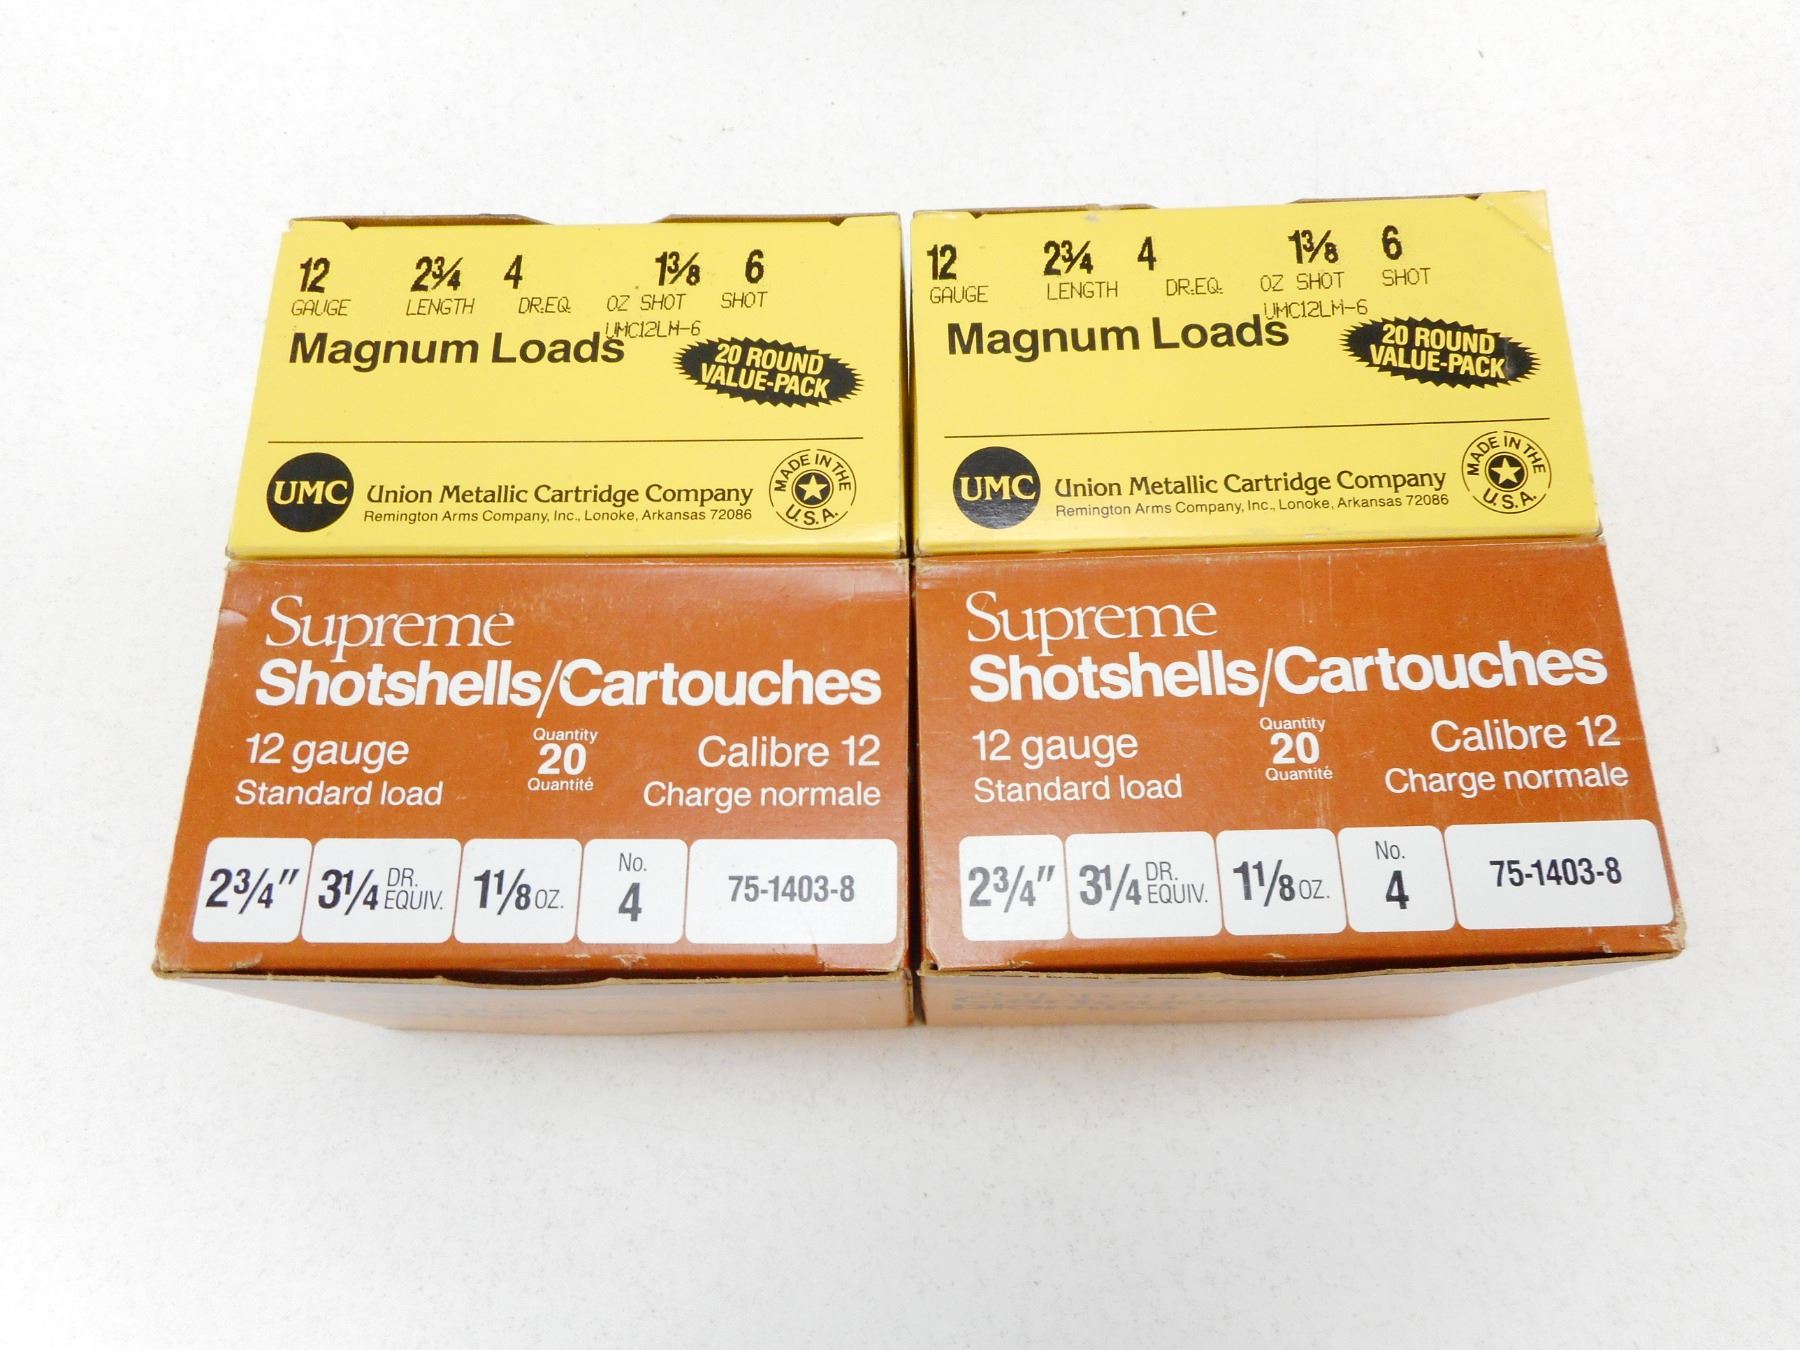 12 2¾ 4 1⅜ 6
GAUGE LENGTH DR.EQ. OZ SHOT SHOT
UMC12LM-6
Magnum Loads
20 ROUND
VALUE-PACK
UMC
Union Metallic Cartridge Company
Remington Arms Company, Inc., Lonoke, Arkansas 72086
MADE IN THE
U.S.A.
12 2¾ 4 1⅜ 6
GAUGE LENGTH DR.EQ. OZ SHOT SHOT
UMC12LM-6
Magnum Loads
20 ROUND
VALUE-PACK
UMC
Union Metallic Cartridge Company
Remington Arms Company, Inc., Lonoke, Arkansas 72086
MADE IN THE
U.S.A.
Supreme
Shotshells/Cartouches
12 gauge
Standard load
Quantity
20
Quantité
Calibre 12
Charge normale
2¾" 3¼ DR. EQUIV. 1⅛ OZ. No. 4 75-1403-8
Supreme
Shotshells/Cartouches
12 gauge
Standard load
Quantity
20
Quantité
Calibre 12
Charge normale
2¾" 3¼ DR. EQUIV. 1⅛ OZ. No. 4 75-1403-8